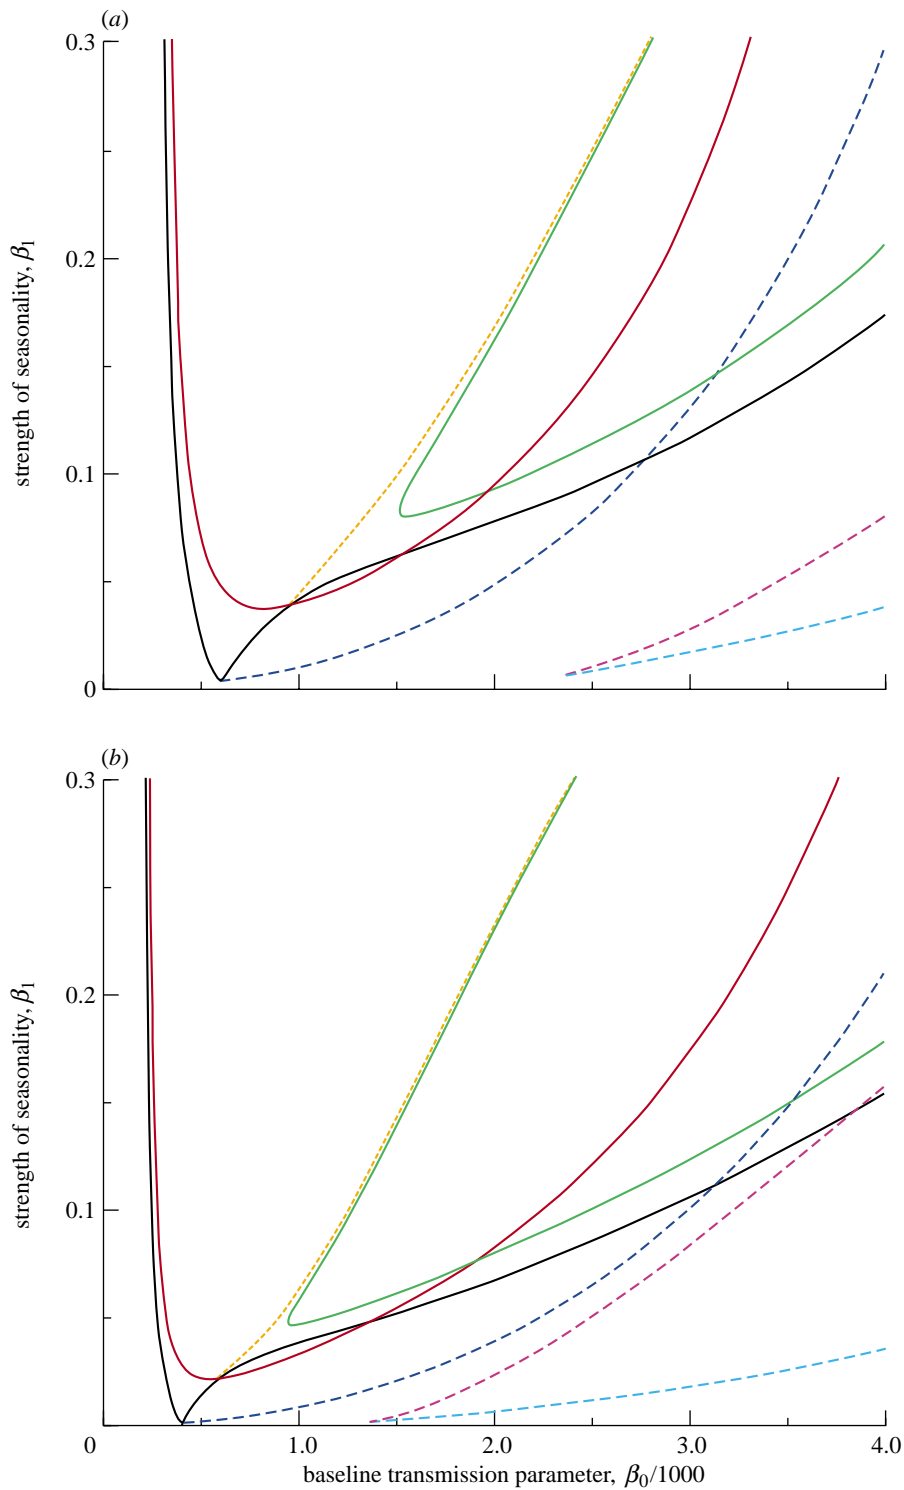 (a)
0.3
0.2
0.1
0
strength of seasonality, β1
(b)
0.3
0.2
0.1
strength of seasonality, β1
0 1.0 2.0 3.0 4.0
baseline transmission parameter, β0/1000